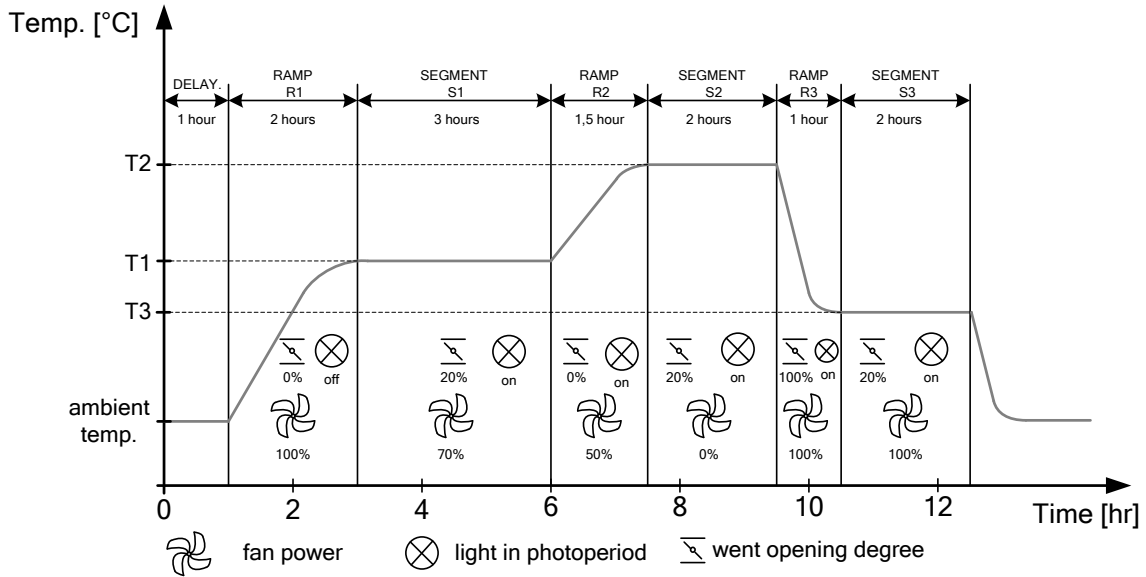 Temp. [°C]
DELAY.
RAMP
R1
SEGMENT
S1
RAMP
R2
SEGMENT
S2
RAMP
R3
SEGMENT
S3
1 hour
2 hours
3 hours
1,5 hour
2 hours
1 hour
2 hours
T2
T1
T3
0%
off
20%
on
0%
on
20%
on
100%
on
20%
on
ambient
temp.
100%
70%
50%
0%
100%
100%
0
2
4
6
8
10
12
Time [hr]
fan power
light in photoperiod
went opening degree